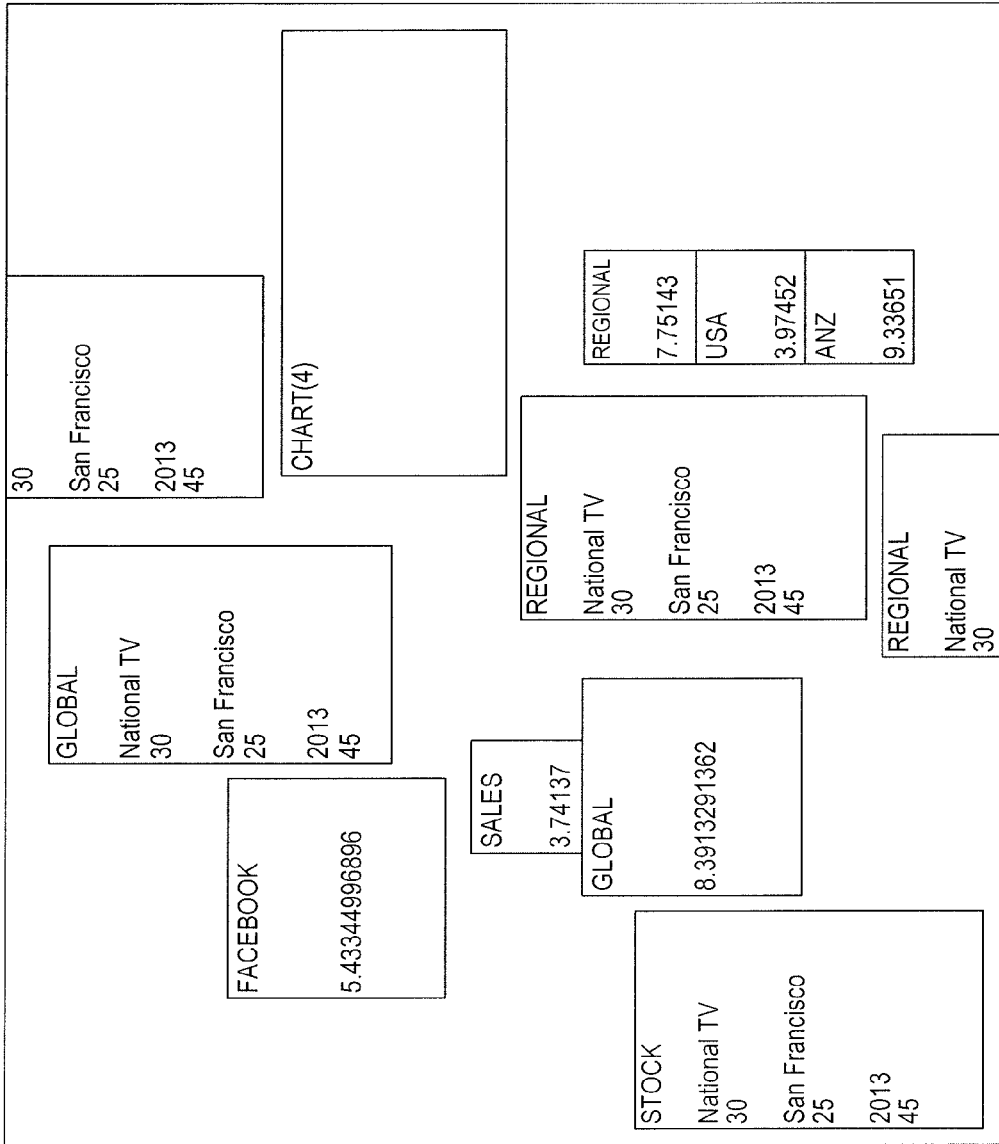 30
San Francisco
25
2013
45
CHART(4)
GLOBAL
National TV
30
San Francisco
25
2013
45
REGIONAL
7.75143
USA
3.97452
ANZ
9.33651
REGIONAL
National TV
30
San Francisco
25
2013
45
REGIONAL
National TV
30
FACEBOOK
5.43344996896
SALES
3.74137
GLOBAL
8.3913291362
STOCK
National TV
30
San Francisco
25
2013
45